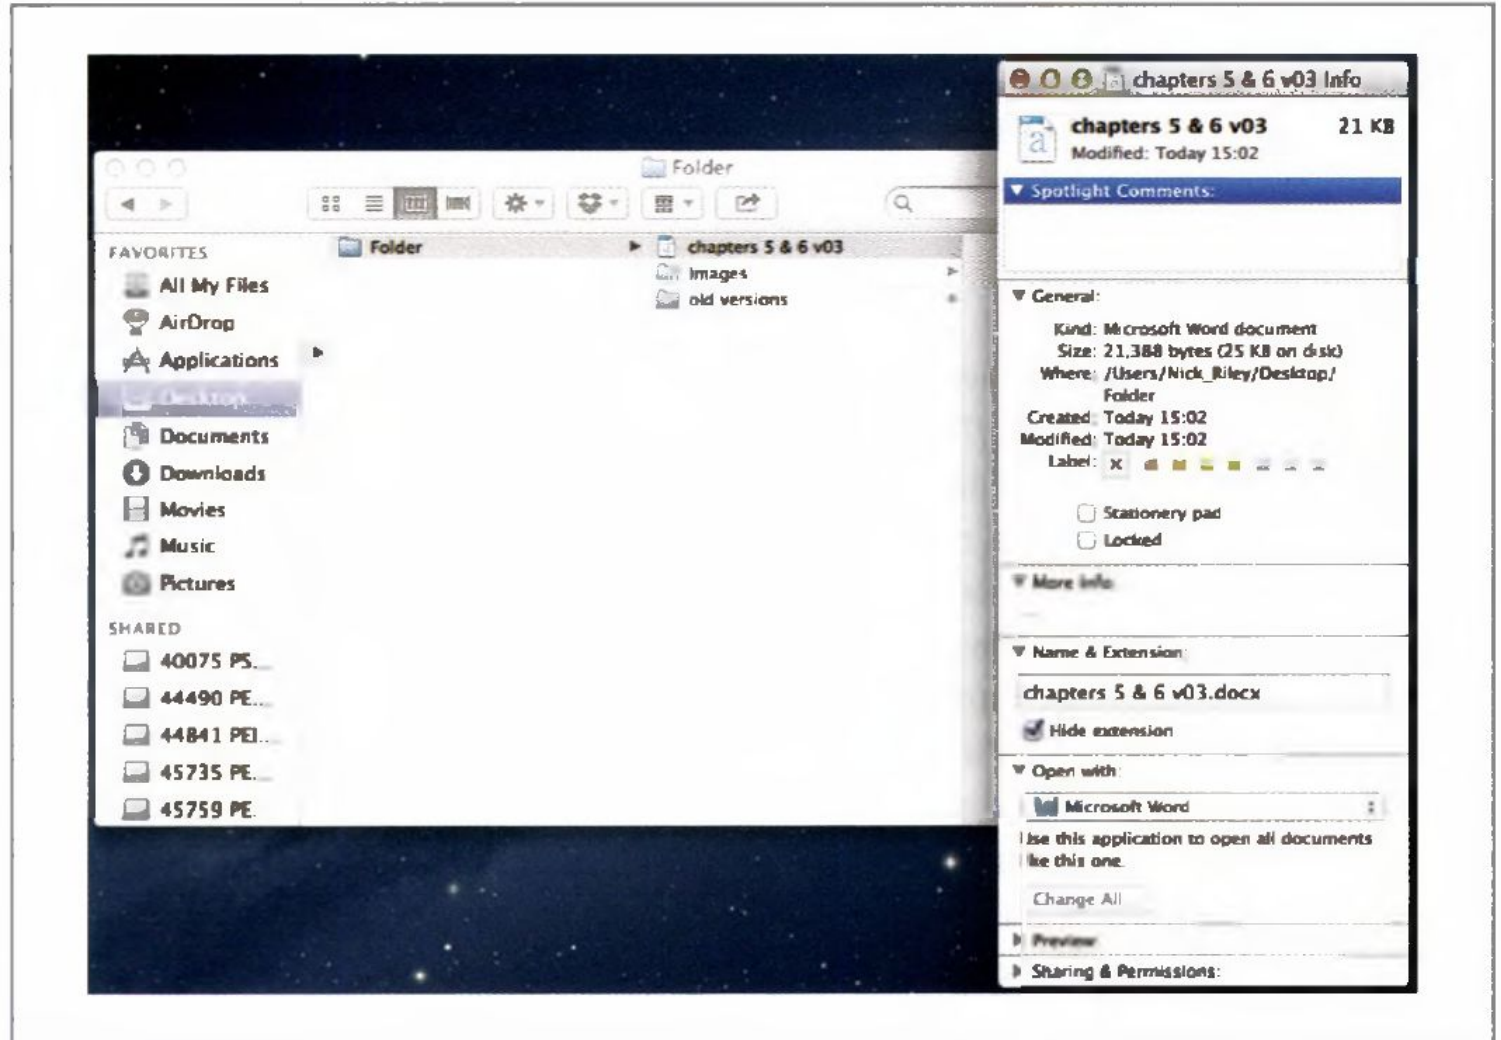 Folder
FAVORITES
All My Files
AirDrop
Applications
Desktop
Documents
Downloads
Movies
Music
Pictures
SHARED
40075 PS...
44490 PE...
44841 PEI...
45735 PE...
45759 PE.
Folder
chapters 5 & 6 v03
Images
old versions
chapters 5 & 6 v03 Info
chapters 5 & 6 v03 21 KB
Modified: Today 15:02
Spotlight Comments:
General:
Kind: Microsoft Word document
Size: 21,388 bytes (25 KB on disk)
Where: /Users/Nick_Riley/Desktop/
Folder
Created: Today 15:02
Modified: Today 15:02
Label: x
Stationery pad
Locked
More Info:
--
Name & Extension:
chapters 5 & 6 v03.docx
Hide extension
Open with:
Microsoft Word
Use this application to open all documents
like this one.
Change All
Preview:
Sharing & Permissions: